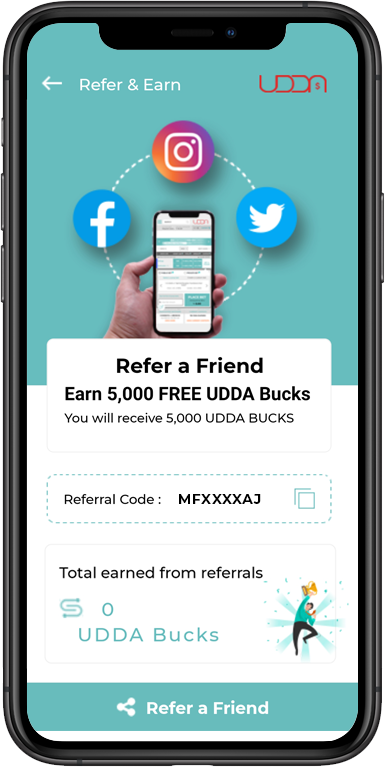 Refer & Earn
UDDA
$
Refer a Friend
Earn 5,000 FREE UDDA Bucks
You will receive 5,000 UDDA BUCKS
Referral Code : MFXXXXAJ
Total earned from referrals
0
UDDA Bucks
Refer a Friend